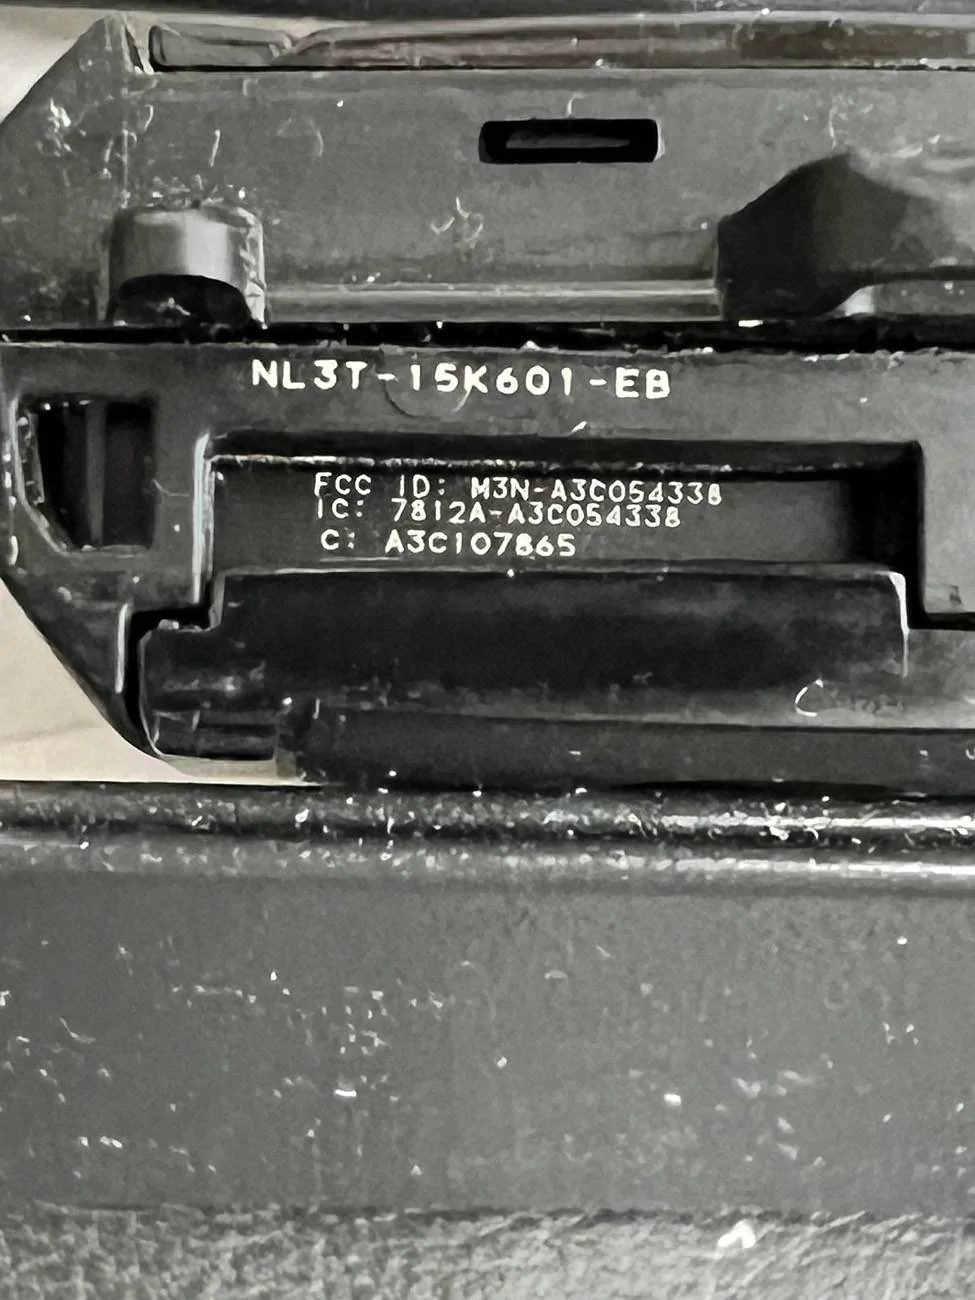 NL3T-15K601-EB
FCC ID: M3N-A3C054338
IC: 7812A-A3C054338
C: A3C107865